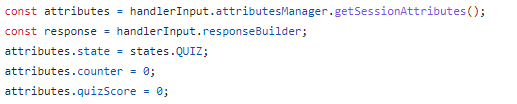 const attributes = handlerInput.attributesManager.getSessionAttributes();
const response = handlerInput.responseBuilder;
attributes.state = states.QUIZ;
attributes.counter = 0;
attributes.quizScore = 0;